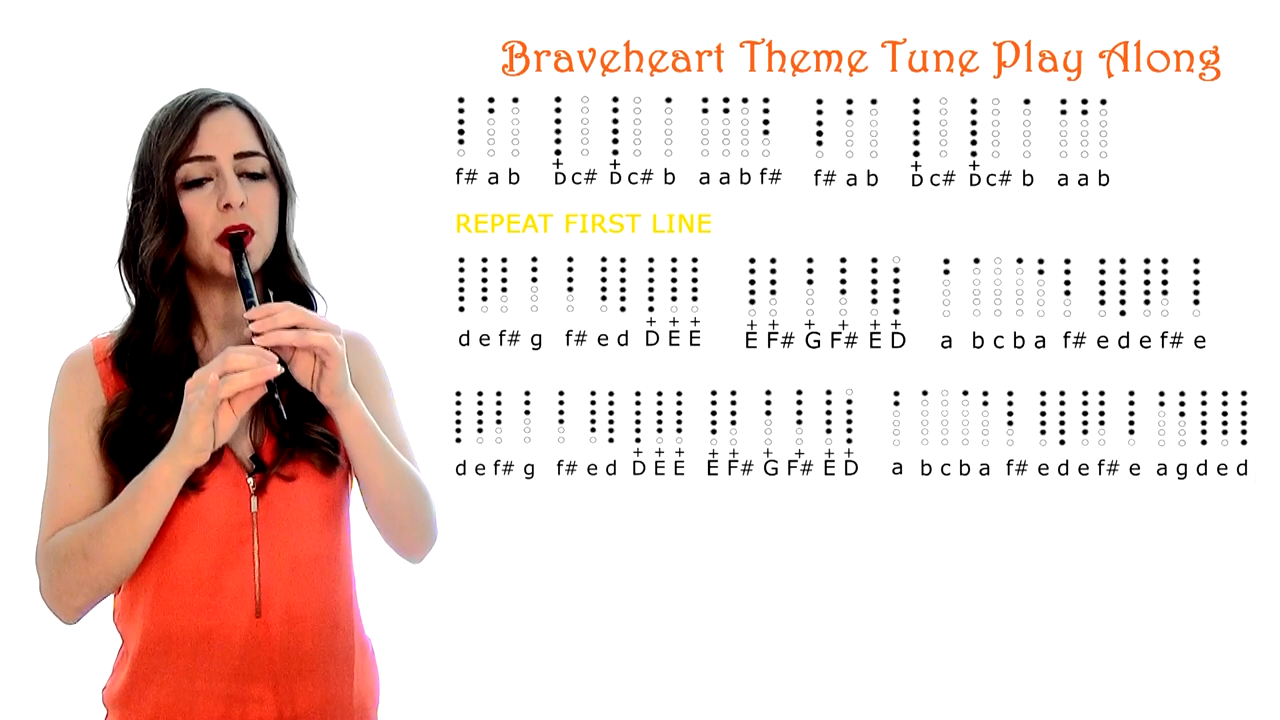 Braveheart Theme Tune Play Along
f# a b + D c# + D c# b a a b f# f# a b + D c# + D c# b a a b
REPEAT FIRST LINE
d e f# g f# e d + D + E + E + E + F# + G + F# + E + D a b c b a f# e d e f# e
d e f# g f# e d + D + E + E + E + F# + G + F# + E + D a b c b a f# e d e f# e a g d e d